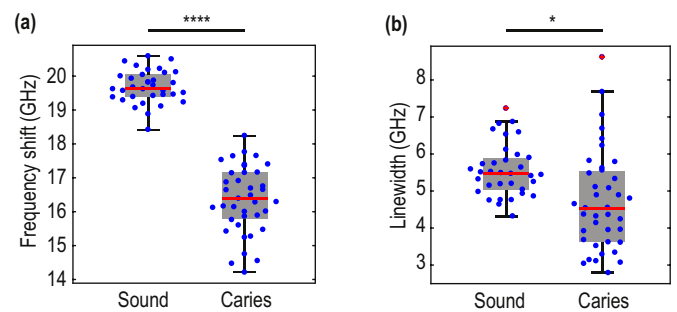 (a)
****
Frequency shift (GHz)
20
19
18
17
16
15
14
Sound Caries
(b)
*
Linewidth (GHz)
8
7
6
5
4
3
Sound Caries